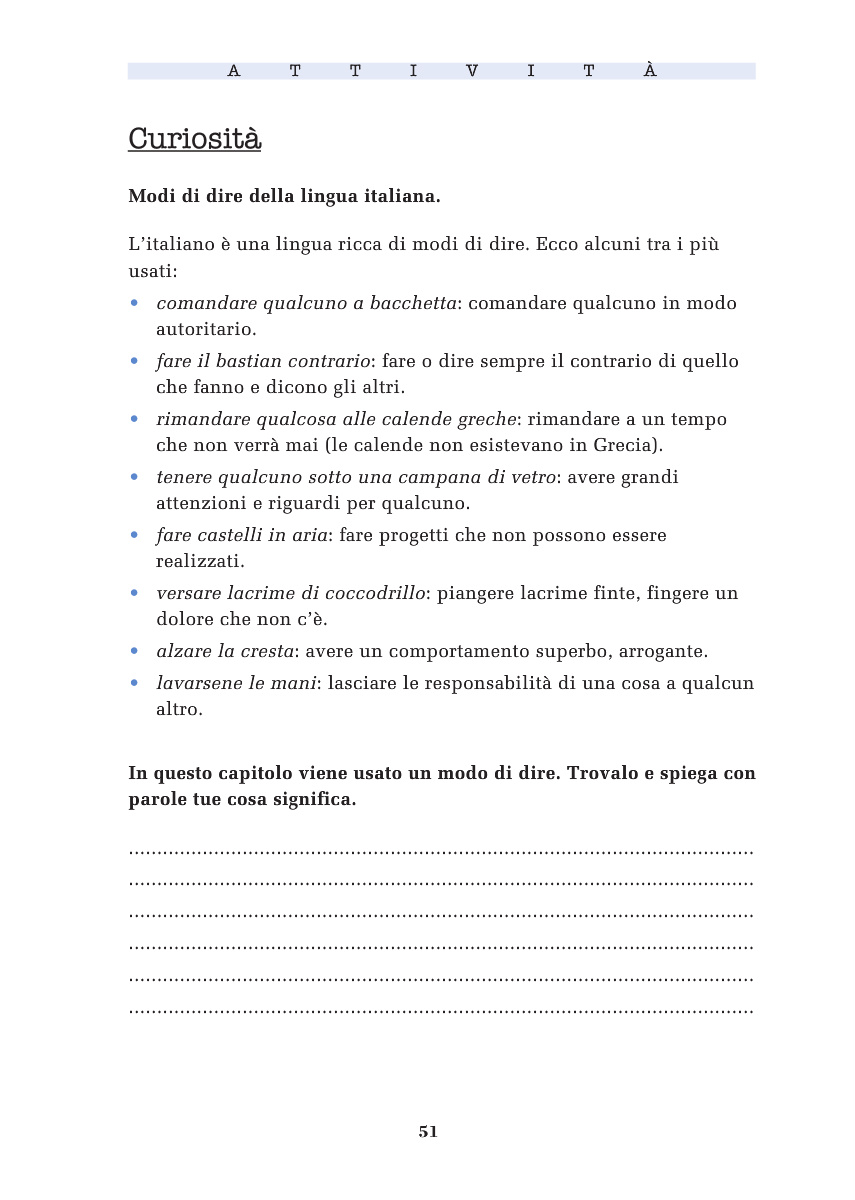 A T T I V I T À
Curiosità
Modi di dire della lingua italiana.
L’italiano è una lingua ricca di modi di dire. Ecco alcuni tra i più
usati:
• comandare qualcuno a bacchetta: comandare qualcuno in modo
autoritario.
• fare il bastian contrario: fare o dire sempre il contrario di quello
che fanno e dicono gli altri.
• rimandare qualcosa alle calende greche: rimandare a un tempo
che non verrà mai (le calende non esistevano in Grecia).
• tenere qualcuno sotto una campana di vetro: avere grandi
attenzioni e riguardi per qualcuno.
• fare castelli in aria: fare progetti che non possono essere
realizzati.
• versare lacrime di coccodrillo: piangere lacrime finte, fingere un
dolore che non c’è.
• alzare la cresta: avere un comportamento superbo, arrogante.
• lavarsene le mani: lasciare le responsabilità di una cosa a qualcun
altro.
In questo capitolo viene usato un modo di dire. Trovalo e spiega con
parole tue cosa significa.
51